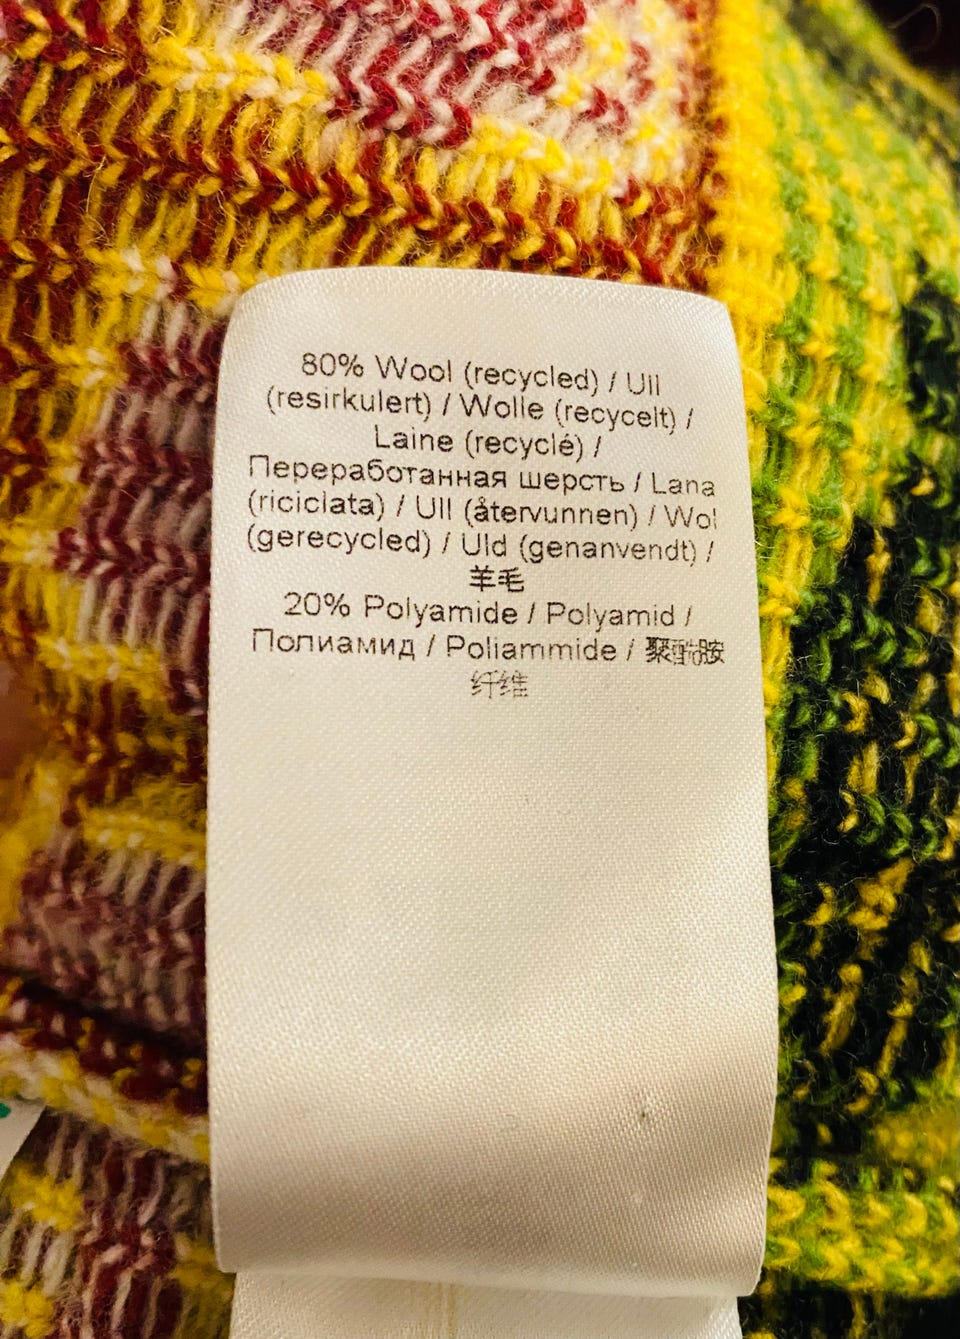 80% Wool (recycled) / Ull
(resirkulert) / Wolle (recycelt) /
Laine (recyclé) /
Переработанная шерсть / Lana
(riciclata) / Ull (återvunnen) / Wol
(gerecycled) / Uld (genanvendt) /
羊毛
20% Polyamide / Polyamid /
Полиамид / Poliammide / 聚酰胺
纤维